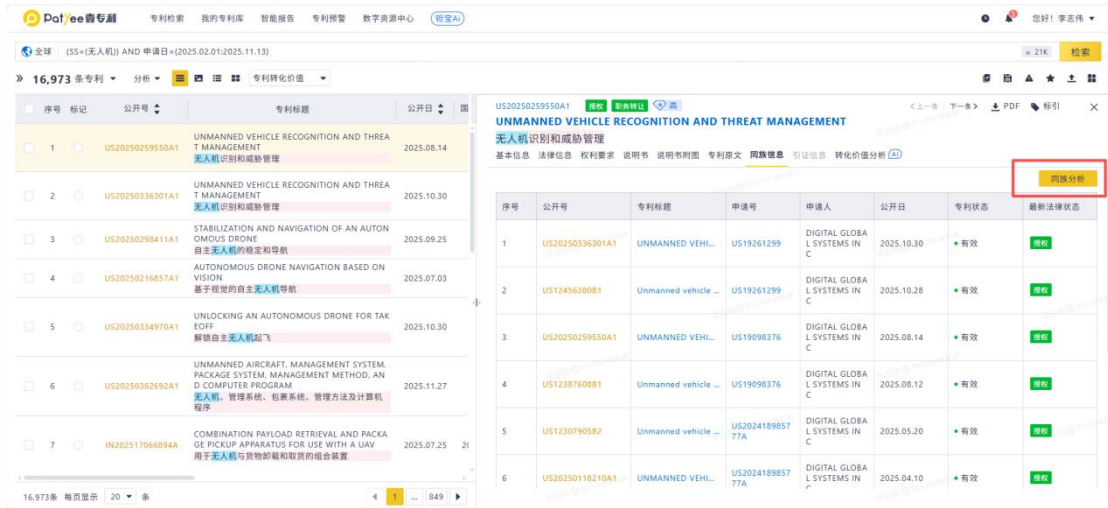 Patyee壹专利 专利检索 我的专利库 智能报告 专利预警 数字资源中心 钽宝Ai 您好！李志伟
全球 (SS=(无人机)) AND 申请日=(2025.02.01:2025.11.13) 21K 检索
16,973 条专利 分析 专利转化价值
序号 标记 公开号 专利标题 公开日 国
1 US20250259550A1 UNMANNED VEHICLE RECOGNITION AND THREA
T MANAGEMENT
无人机识别和威胁管理 2025.08.14
2 US20250336301A1 UNMANNED VEHICLE RECOGNITION AND THREA
T MANAGEMENT
无人机识别和威胁管理 2025.10.30
3 US20250298411A1 STABILIZATION AND NAVIGATION OF AN AUTON
OMOUS DRONE
自主无人机的稳定和导航 2025.09.25
4 US20250216857A1 AUTONOMOUS DRONE NAVIGATION BASED ON
VISION
基于视觉的自主无人机导航 2025.07.03
5 US20250334970A1 UNLOCKING AN AUTONOMOUS DRONE FOR TAK
EOFF
解锁自主无人机起飞 2025.10.30
6 US20250362692A1 UNMANNED AIRCRAFT, MANAGEMENT SYSTEM,
PACKAGE SYSTEM, MANAGEMENT METHOD, AN
D COMPUTER PROGRAM
无人机、管理系统、包裹系统、管理方法及计算机
程序 2025.11.27
7 IN202517066894A COMBINATION PAYLOAD RETRIEVAL AND PACKA
GE PICKUP APPARATUS FOR USE WITH A UAV
用于无人机与货物卸载和取货的组合装置 2025.07.25 20
16,973条 每页显示 20 条 1 ... 849
US20250259550A1 授权 职务转让 高 <上一条 下一条> PDF 标引
UNMANNED VEHICLE RECOGNITION AND THREAT MANAGEMENT
无人机识别和威胁管理
基本信息 法律信息 权利要求 说明书 说明书附图 专利原文 同族信息 引证信息 转化价值分析 AI
同族分析
序号 公开号 专利标题 申请号 申请人 公开日 专利状态 最新法律状态
1 US20250336301A1 UNMANNED VEHI... US19261299 DIGITAL GLOBA
L SYSTEMS IN
C 2025.10.30 有效 授权
2 US12456380B1 Unmanned vehicle ... US19261299 DIGITAL GLOBA
L SYSTEMS IN
C 2025.10.28 有效 授权
3 US20250259550A1 UNMANNED VEHI... US19098376 DIGITAL GLOBA
L SYSTEMS IN
C 2025.08.14 有效 授权
4 US12387608B1 Unmanned vehicle ... US19098376 DIGITAL GLOBA
L SYSTEMS IN
C 2025.08.12 有效 授权
5 US12307905B2 Unmanned vehicle ... US2024189857
77A DIGITAL GLOBA
L SYSTEMS IN
C 2025.05.20 有效 授权
6 US20250118210A1 UNMANNED VEHI... US2024189857
77A DIGITAL GLOBA
L SYSTEMS IN
C 2025.04.10 有效 授权